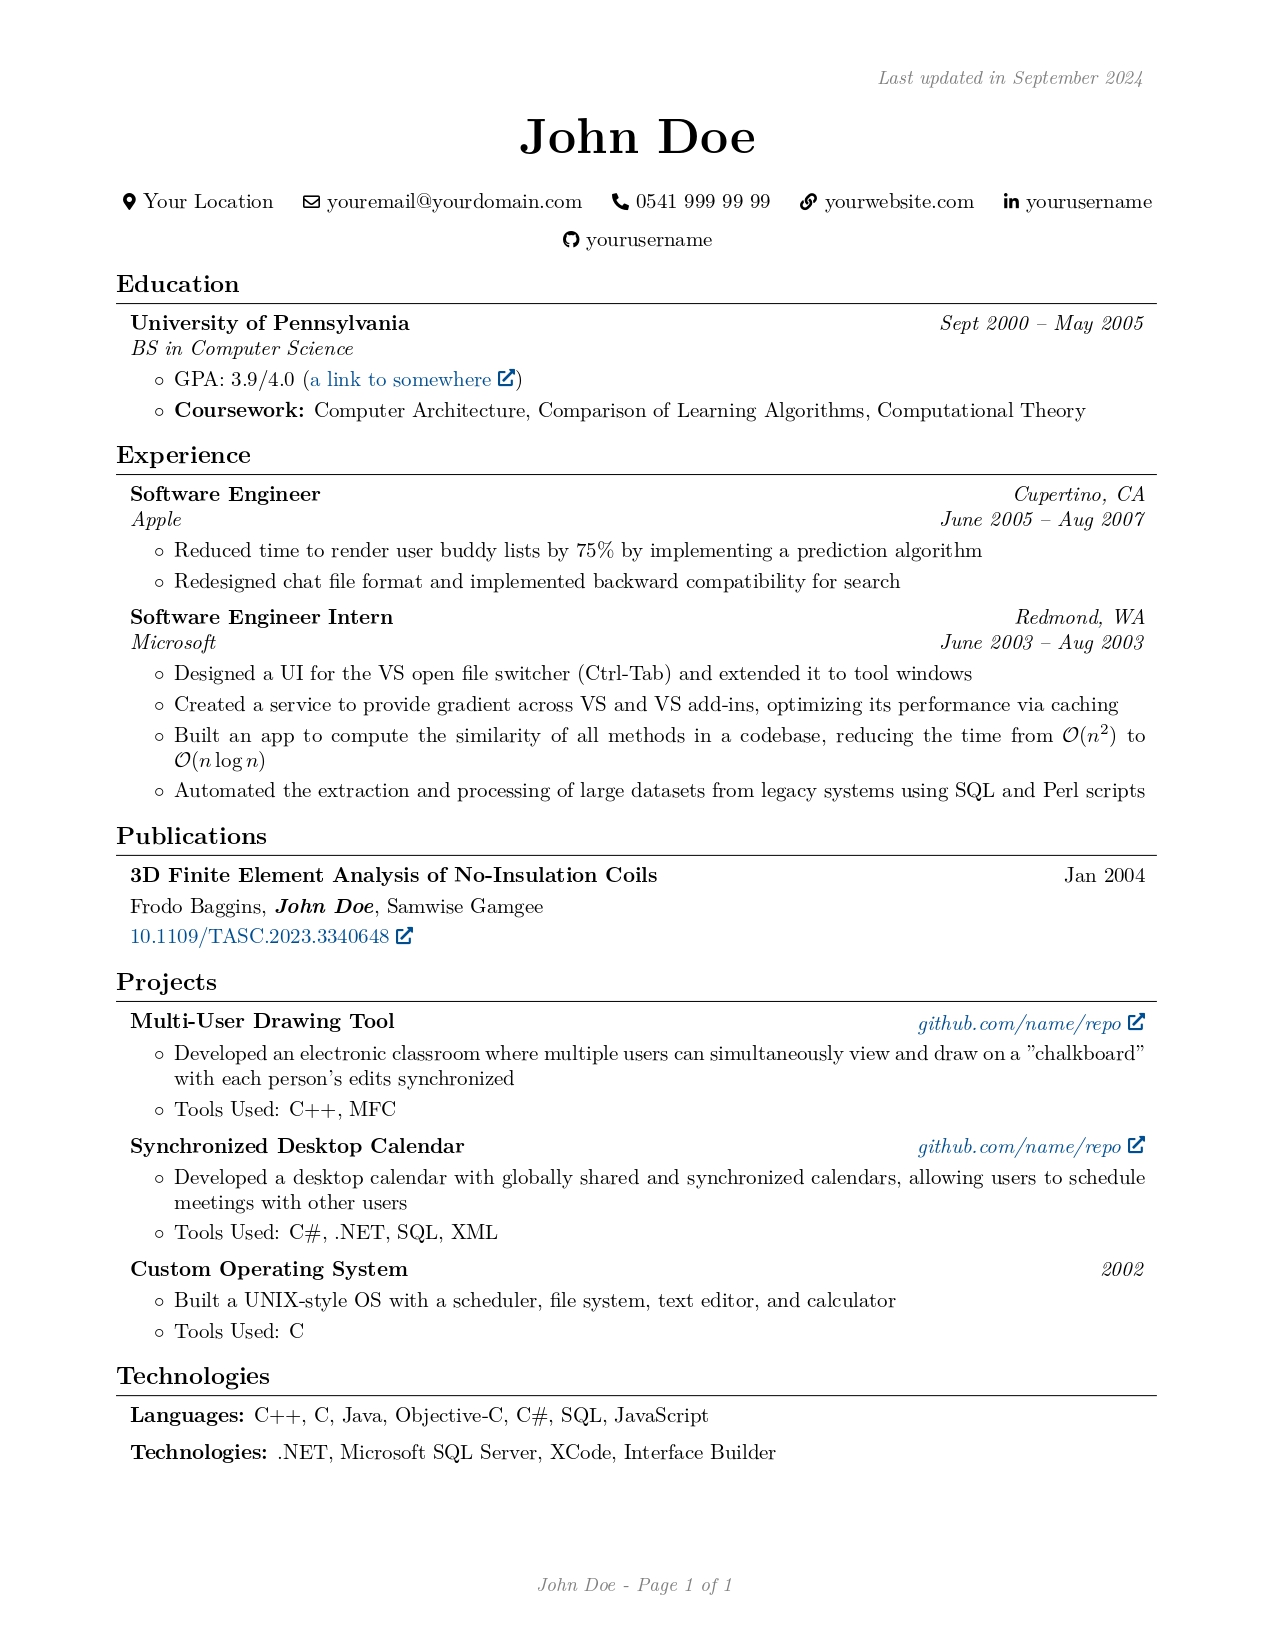 Last updated in September 2024
John Doe
Your Location youremail@yourdomain.com 0541 999 99 99 yourwebsite.com yourusername
yourusername
Education
University of Pennsylvania Sept 2000 – May 2005
BS in Computer Science
◦ GPA: 3.9/4.0 (a link to somewhere)
◦ Coursework: Computer Architecture, Comparison of Learning Algorithms, Computational Theory
Experience
Software Engineer Cupertino, CA
Apple June 2005 – Aug 2007
◦ Reduced time to render user buddy lists by 75% by implementing a prediction algorithm
◦ Redesigned chat file format and implemented backward compatibility for search
Software Engineer Intern Redmond, WA
Microsoft June 2003 – Aug 2003
◦ Designed a UI for the VS open file switcher (Ctrl-Tab) and extended it to tool windows
◦ Created a service to provide gradient across VS and VS add-ins, optimizing its performance via caching
◦ Built an app to compute the similarity of all methods in a codebase, reducing the time from 𝒪(n²) to
𝒪(n log n)
◦ Automated the extraction and processing of large datasets from legacy systems using SQL and Perl scripts
Publications
3D Finite Element Analysis of No-Insulation Coils Jan 2004
Frodo Baggins, John Doe, Samwise Gamgee
10.1109/TASC.2023.3340648
Projects
Multi-User Drawing Tool github.com/name/repo
◦ Developed an electronic classroom where multiple users can simultaneously view and draw on a ”chalkboard”
with each person’s edits synchronized
◦ Tools Used: C++, MFC
Synchronized Desktop Calendar github.com/name/repo
◦ Developed a desktop calendar with globally shared and synchronized calendars, allowing users to schedule
meetings with other users
◦ Tools Used: C#, .NET, SQL, XML
Custom Operating System 2002
◦ Built a UNIX-style OS with a scheduler, file system, text editor, and calculator
◦ Tools Used: C
Technologies
Languages: C++, C, Java, Objective-C, C#, SQL, JavaScript
Technologies: .NET, Microsoft SQL Server, XCode, Interface Builder
John Doe - Page 1 of 1